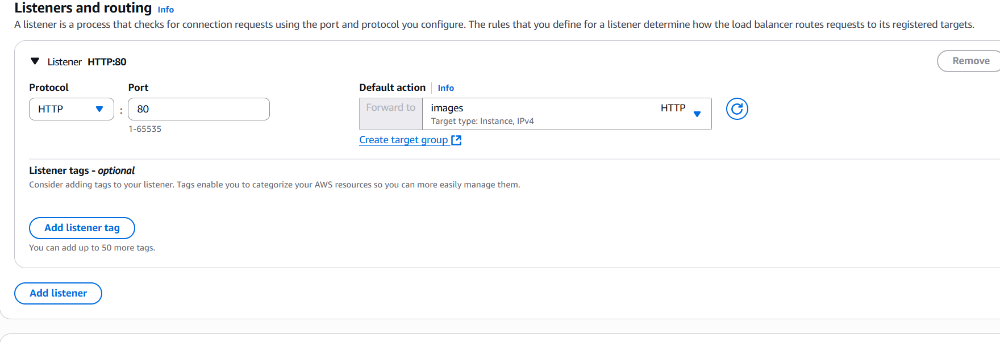 Listeners and routing Info
A listener is a process that checks for connection requests using the port and protocol you configure. The rules that you define for a listener determine how the load balancer routes requests to its registered targets.
Listener HTTP:80
Remove
Protocol
Port
Default action
Info
HTTP
:
80
Forward to
images
HTTP
Target type: Instance, IPv4
1-65535
Create target group
Listener tags - optional
Consider adding tags to your listener. Tags enable you to categorize your AWS resources so you can more easily manage them.
Add listener tag
You can add up to 50 more tags.
Add listener